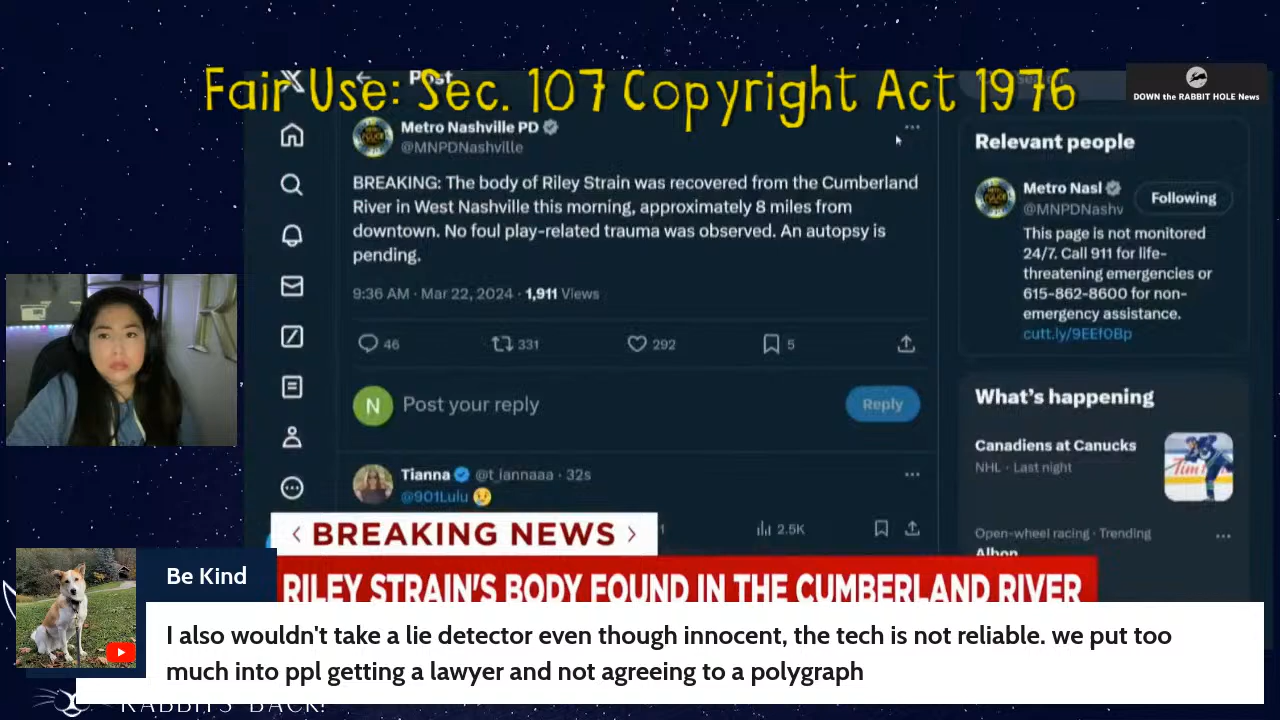 Fair Use: Sec. 107 Copyright Act 1976
Post
DOWN the RABBIT HOLE News
Metro Nashville PD
@MNPDNashville
BREAKING: The body of Riley Strain was recovered from the Cumberland
River in West Nashville this morning, approximately 8 miles from
downtown. No foul play-related trauma was observed. An autopsy is
pending.
9:36 AM · Mar 22, 2024 · 1,911 Views
46
331
292
5
N
Post your reply
Reply
Tianna @t_iannaaa · 32s
@901Lulu 😢
2.5K
Relevant people
Metro Nasl
@MNPDNashv
Following
This page is not monitored
24/7. Call 911 for life-
threatening emergencies or
615-862-8600 for non-
emergency assistance.
cutt.ly/9EEf0Bp
What's happening
Canadiens at Canucks
NHL · Last night
Open-wheel racing · Trending
Albon
< BREAKING NEWS >
RILEY STRAIN'S BODY FOUND IN THE CUMBERLAND RIVER
Be Kind
I also wouldn't take a lie detector even though innocent, the tech is not reliable. we put too
much into ppl getting a lawyer and not agreeing to a polygraph
RABBITS BACK!